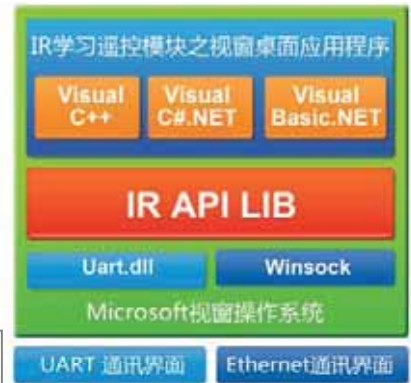 IR学习遥控模块之视窗桌面应用程序
Visual C++
Visual C#.NET
Visual Basic.NET
IR API LIB
Uart.dll
Winsock
Microsoft视窗操作系统
UART 通讯界面
Ethernet通讯界面